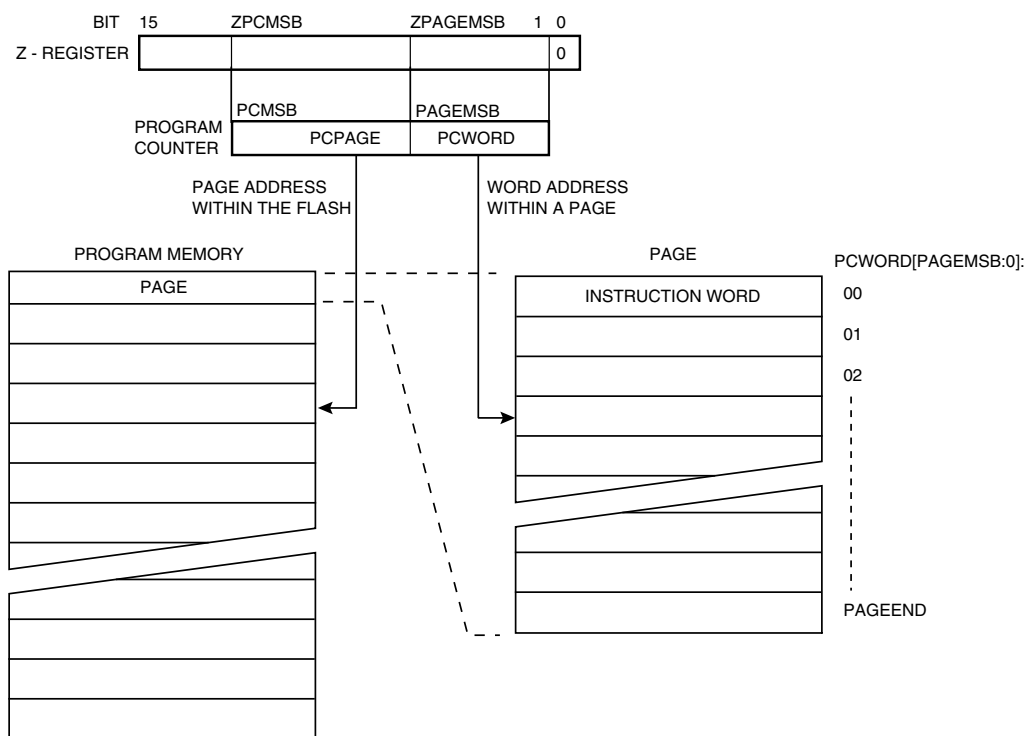 BIT 15 ZPCMSB ZPAGEMSB 1 0
Z - REGISTER 0
PCMSB PAGEMSB
PROGRAM
COUNTER
PCPAGE PCWORD
PAGE ADDRESS
WITHIN THE FLASH
WORD ADDRESS
WITHIN A PAGE
PROGRAM MEMORY
PAGE
PAGE
INSTRUCTION WORD
PCWORD[PAGEMSB:0]:
00
01
02
PAGEEND